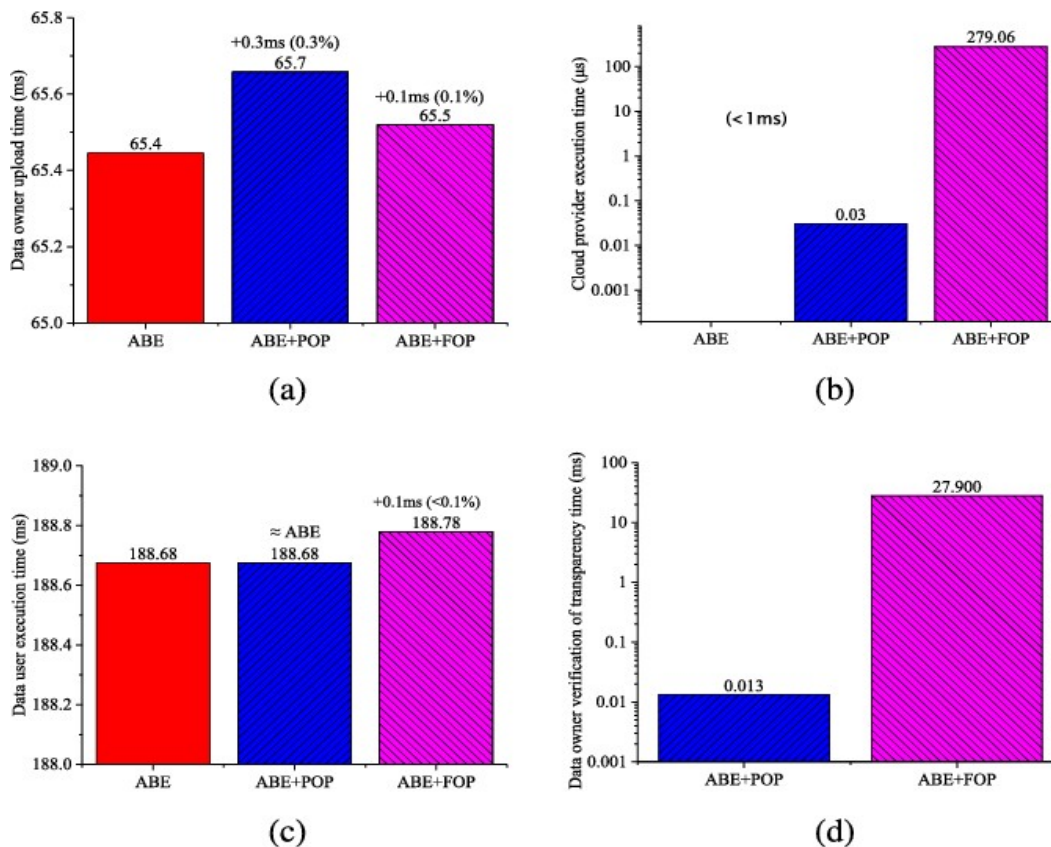 65.8
65.6
65.4
65.2
65.0
Data owner upload time (ms)
+0.3ms (0.3%)
65.7
+0.1ms (0.1%)
65.5
65.4
ABE
ABE+POP
ABE+FOP
(a)
100
10
1
0.1
0.01
0.001
Cloud provider execution time (μs)
279.06
(<1ms)
0.03
ABE
ABE+POP
ABE+FOP
(b)
189.0
188.8
188.6
188.4
188.2
188.0
Data user execution time (ms)
+0.1ms (<0.1%)
188.78
≈ ABE
188.68
188.68
ABE
ABE+POP
ABE+FOP
(c)
100
10
1
0.1
0.01
0.001
Data owner verification of transparency time (ms)
27.900
0.013
ABE+POP
ABE+FOP
(d)